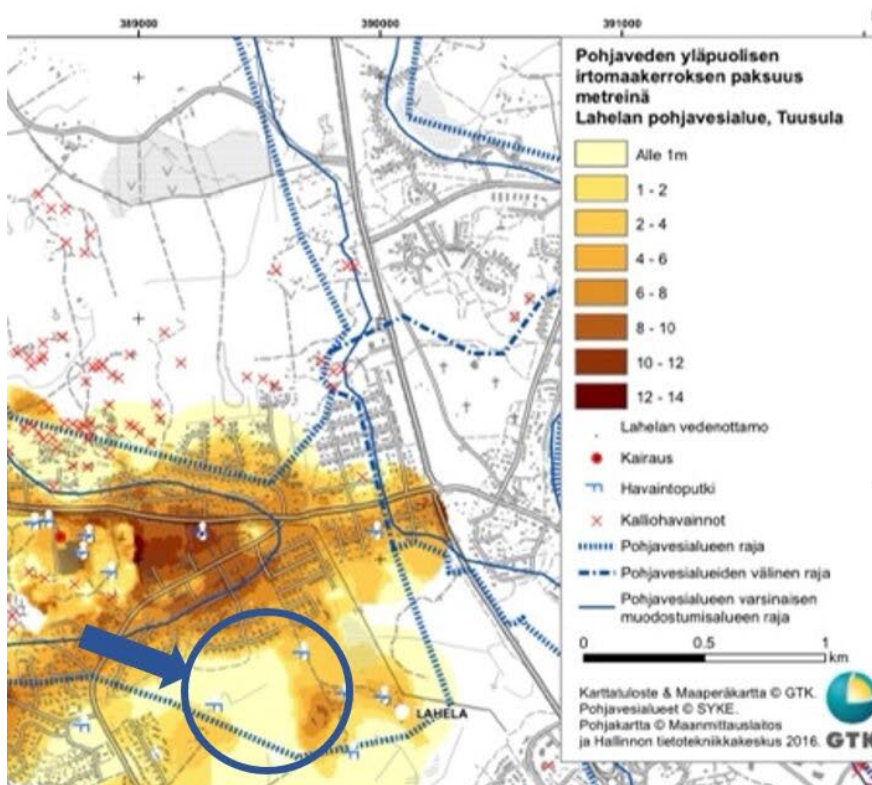 389000
390000
391000
Pohjaveden yläpuolisen
irtomaakerroksen paksuus
metreinä
Lahelan pohjavesialue, Tuusula
Alle 1m
1 - 2
2 - 4
4 - 6
6 - 8
8 - 10
10 - 12
12 - 14
Lahelan vedenottamo
Kairaus
Havaintoputki
Kalliohavainnot
Pohjavesialueen raja
Pohjavesialueiden välinen raja
Pohjavesialueen varsinaisen
muodostumisalueen raja
0 0.5 1
km
Karttatuloste & Maaperäkartta © GTK.
Pohjavesialueet © SYKE.
Pohjakartta © Maanmittauslaitos
ja Hallinnon tietotekniikkakeskus 2016.
GTK
LAHELA